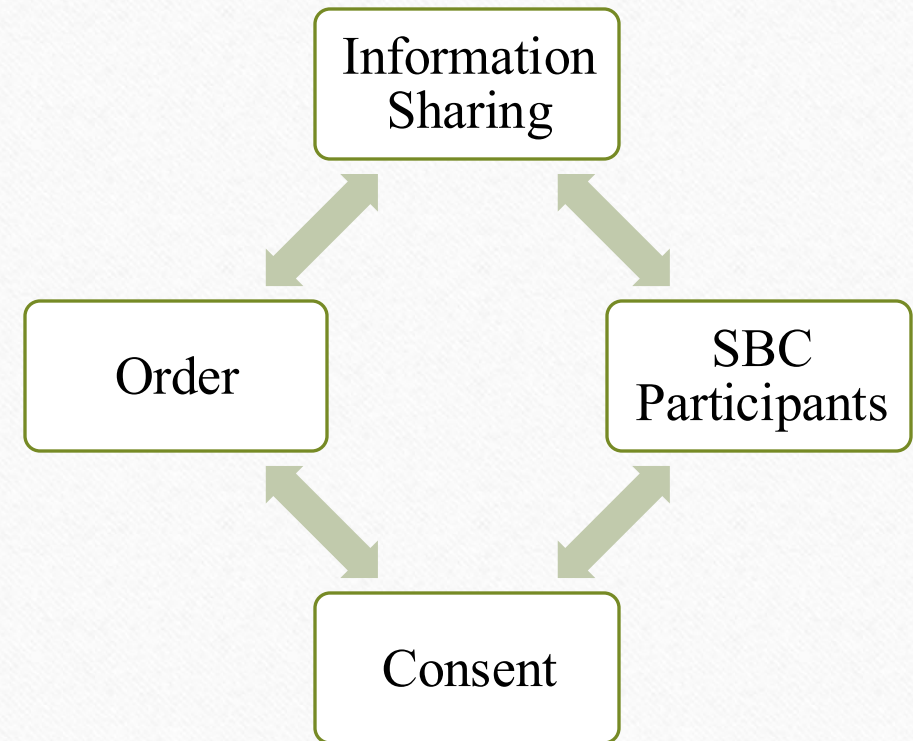 Information
Sharing
Order
SBC
Participants
Consent